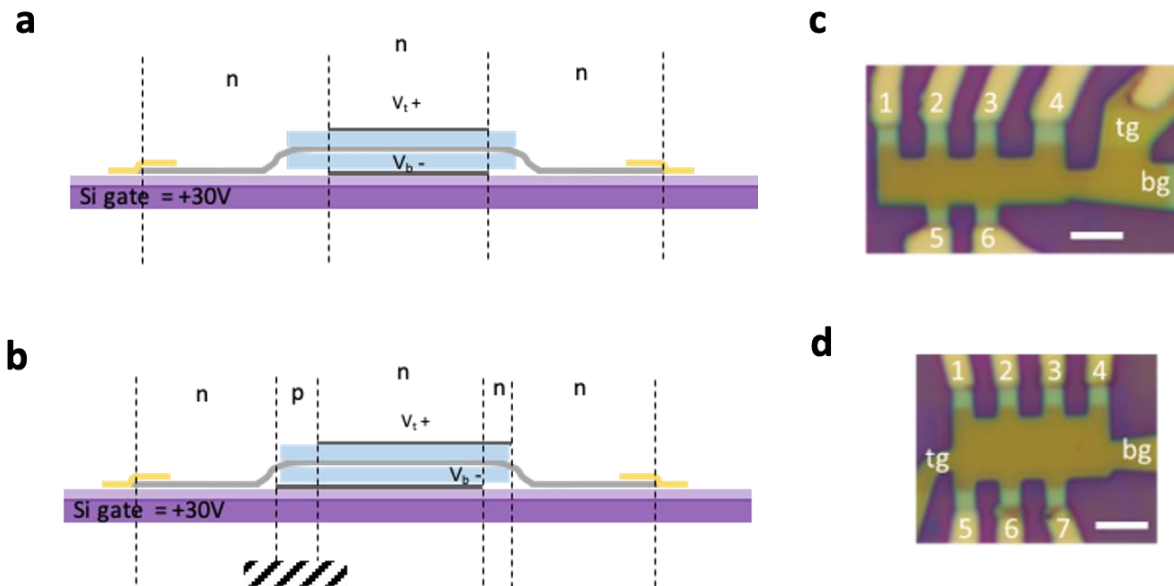 a
n
n
n
Vt +
Vb -
Si gate = +30V
b
n
p
n
n
n
Vt +
Vb -
Si gate = +30V
c
1 2 3 4
tg
bg
5 6
d
1 2 3 4
tg
bg
5 6 7